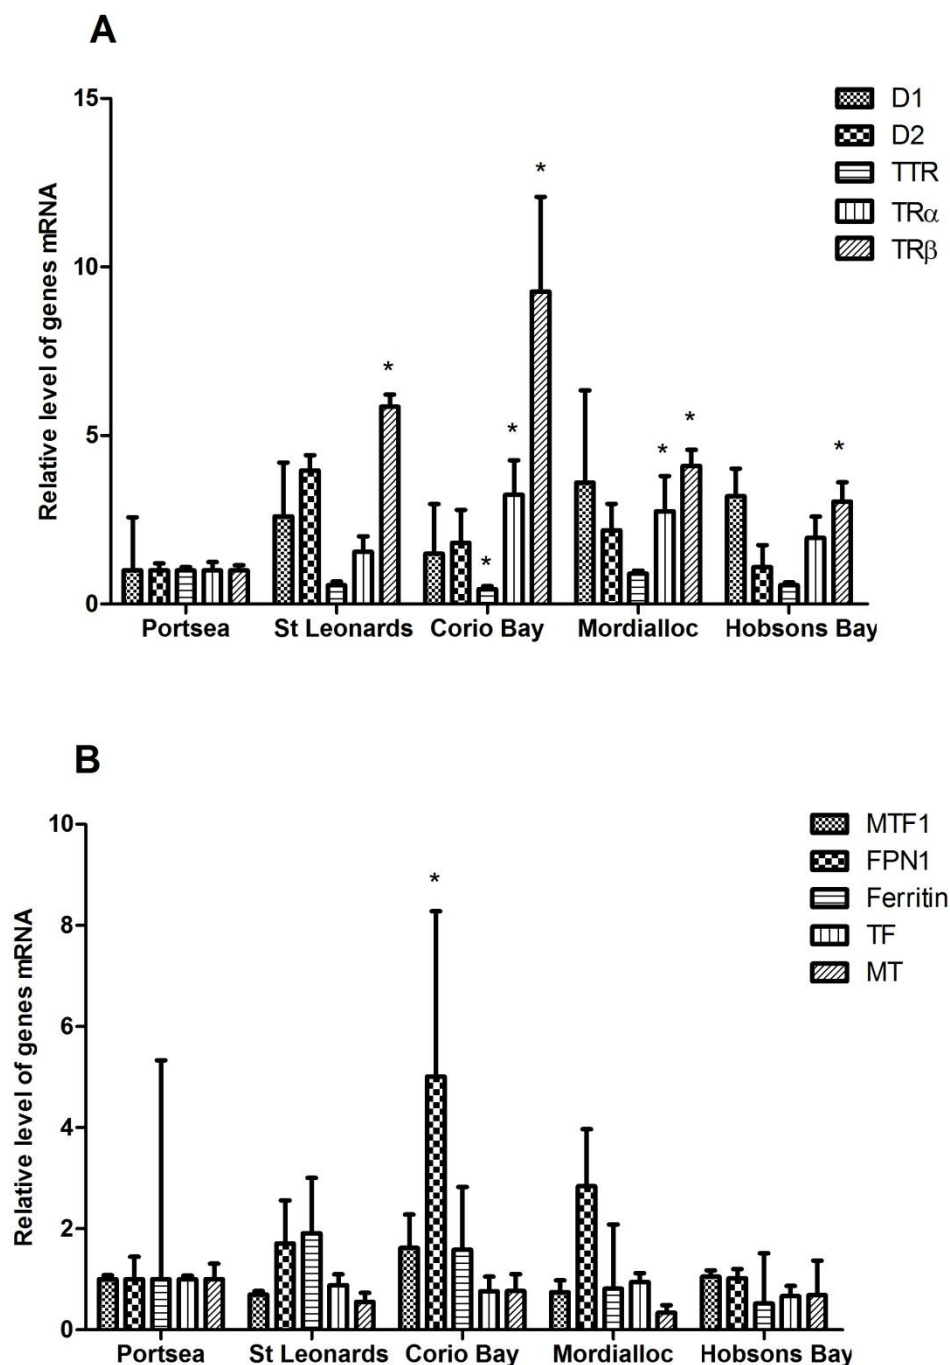 A
Relative level of genes mRNA
15
10
5
0
D1
D2
TTR
TRα
TRβ
*
*
*
*
*
*
*
Portsea
St Leonards
Corio Bay
Mordialloc
Hobsons Bay
B
Relative level of genes mRNA
10
8
6
4
2
0
MTF1
FPN1
Ferritin
TF
MT
*
Portsea
St Leonards
Corio Bay
Mordialloc
Hobsons Bay